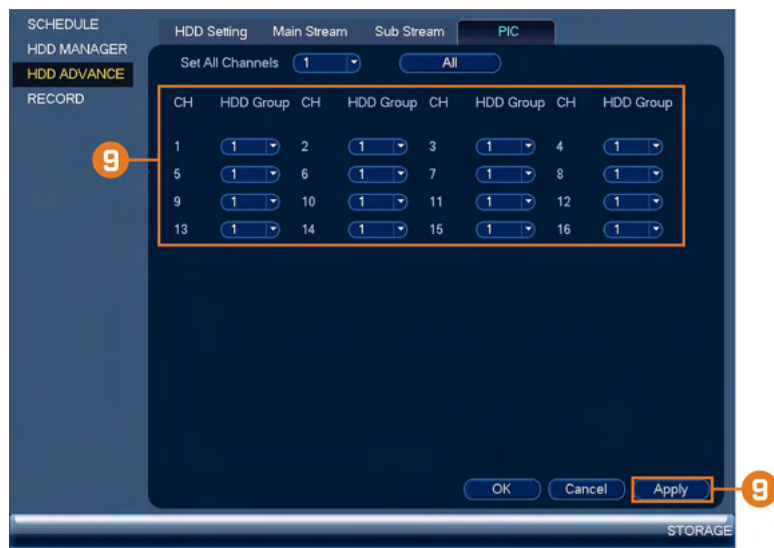 SCHEDULE
HDD MANAGER
HDD ADVANCE
RECORD
HDD Setting Main Stream Sub Stream PIC
Set All Channels 1 All
CH HDD Group CH HDD Group CH HDD Group CH HDD Group
1 1 2 1 3 1 4 1
5 1 6 1 7 1 8 1
9 1 10 1 11 1 12 1
13 1 14 1 15 1 16 1
9
OK Cancel Apply
9
STORAGE